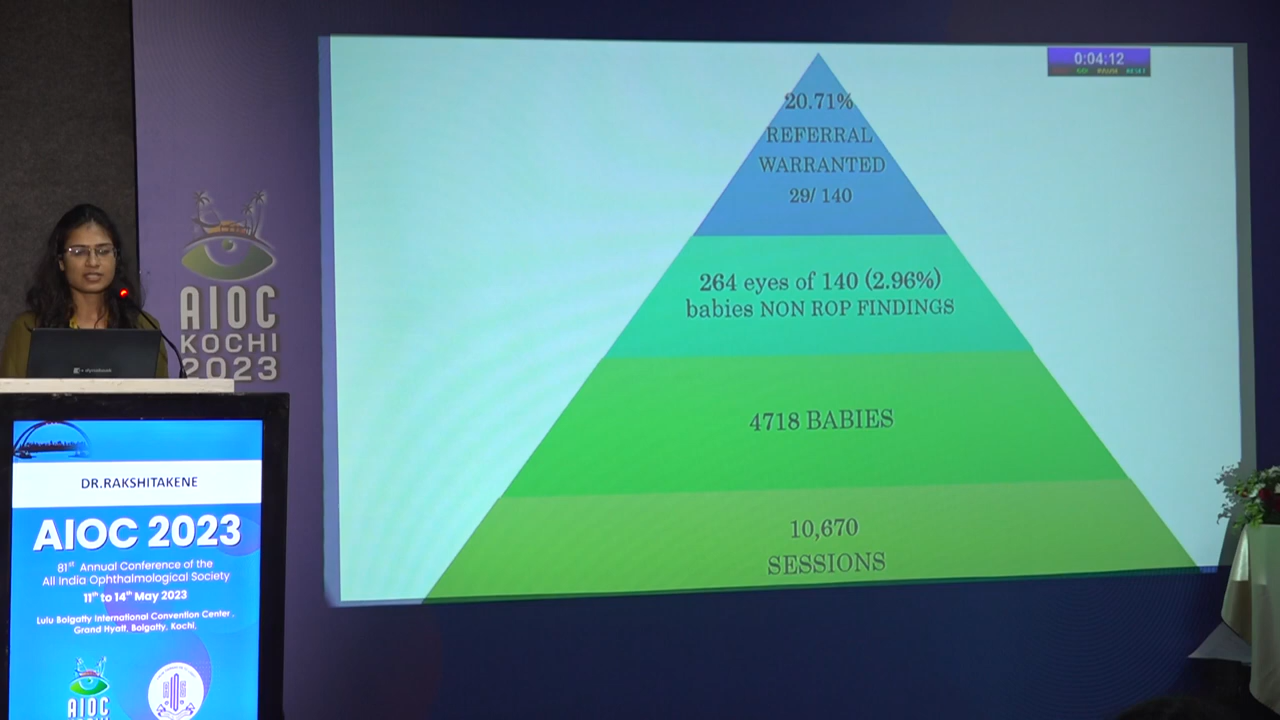 0:04:12
20.71%
REFERRAL
WARRANTED
29/ 140
264 eyes of 140 (2.96%)
babies NON ROP FINDINGS
4718 BABIES
10,670
SESSIONS
AIOC
KOCHI
2023
DR.RAKSHITAKENE
AIOC 2023
81st Annual Conference of the
All India Ophthalmological Society
11th to 14th May 2023
Lulu Bolgatty International Convention Center,
Grand Hyatt, Bolgatty, Kochi.
AIOC